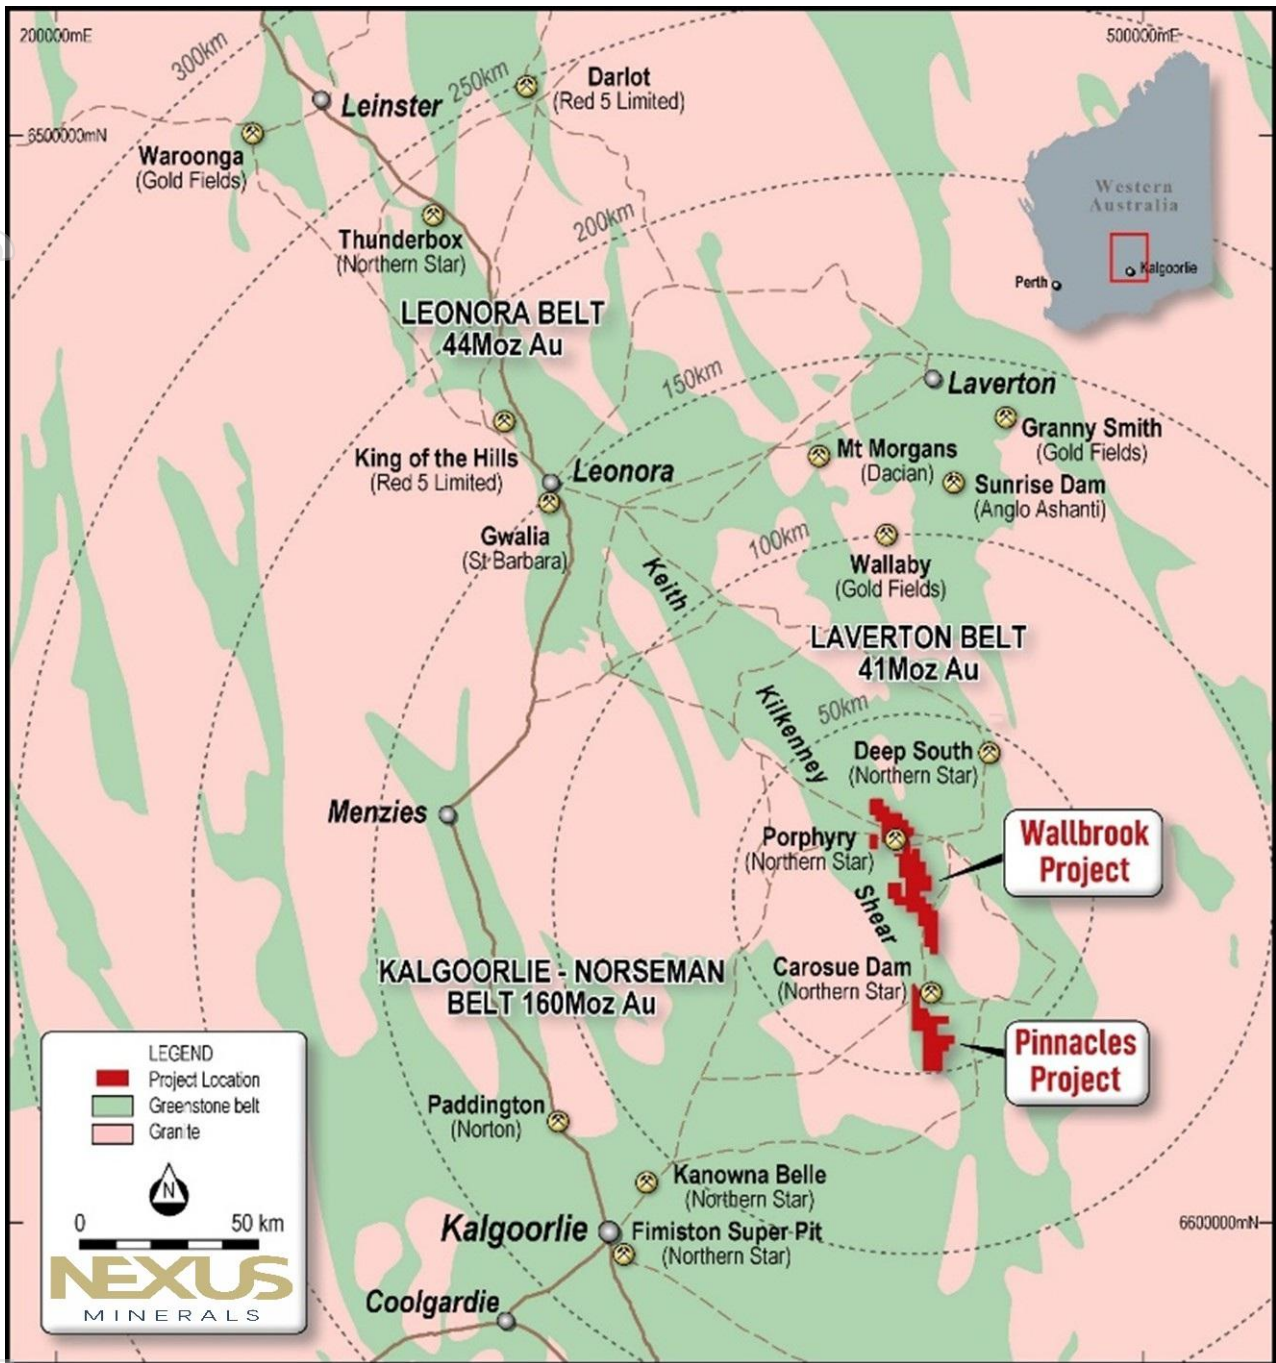 200000mE
500000mE
300km
250km
Darlot
(Red 5 Limited)
Leinster
6500000mN
Waroonga
(Gold Fields)
Western
Australia
200km
Thunderbox
(Northern Star)
Kalgoorlie
Perth
LEONORA BELT
44Moz Au
150km
Laverton
Granny Smith
(Gold Fields)
King of the Hills
(Red 5 Limited)
Leonora
Mt Morgans
(Dacian)
Sunrise Dam
(Anglo Ashanti)
Gwalia
(St Barbara)
100km
Wallaby
(Gold Fields)
Keith
LAVERTON BELT
41Moz Au
Kilkenny
50km
Deep South
(Northern Star)
Menzies
Porphyry
(Northern Star)
Wallbrook
Project
Shear
KALGOORLIE - NORSEMAN
BELT 160Moz Au
Carosue Dam
(Northern Star)
Pinnacles
Project
LEGEND
Project Location
Greenstone belt
Granite
N
0 50 km
NEXUS
MINERALS
Paddington
(Norton)
Kanowna Belle
(Northern Star)
Kalgoorlie
Fimiston Super-Pit
(Northern Star)
6600000mN
Coolgardie